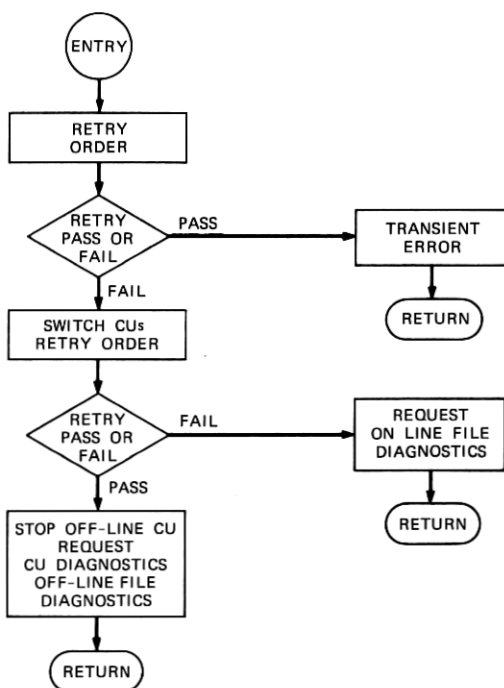 ENTRY
RETRY
ORDER
RETRY
PASS OR
FAIL
PASS
TRANSIENT
ERROR
RETURN
FAIL
SWITCH CUs
RETRY ORDER
RETRY
PASS OR
FAIL
FAIL
REQUEST
ON LINE FILE
DIAGNOSTICS
RETURN
PASS
STOP OFF-LINE CU
REQUEST
CU DIAGNOSTICS
OFF-LINE FILE
DIAGNOSTICS
RETURN